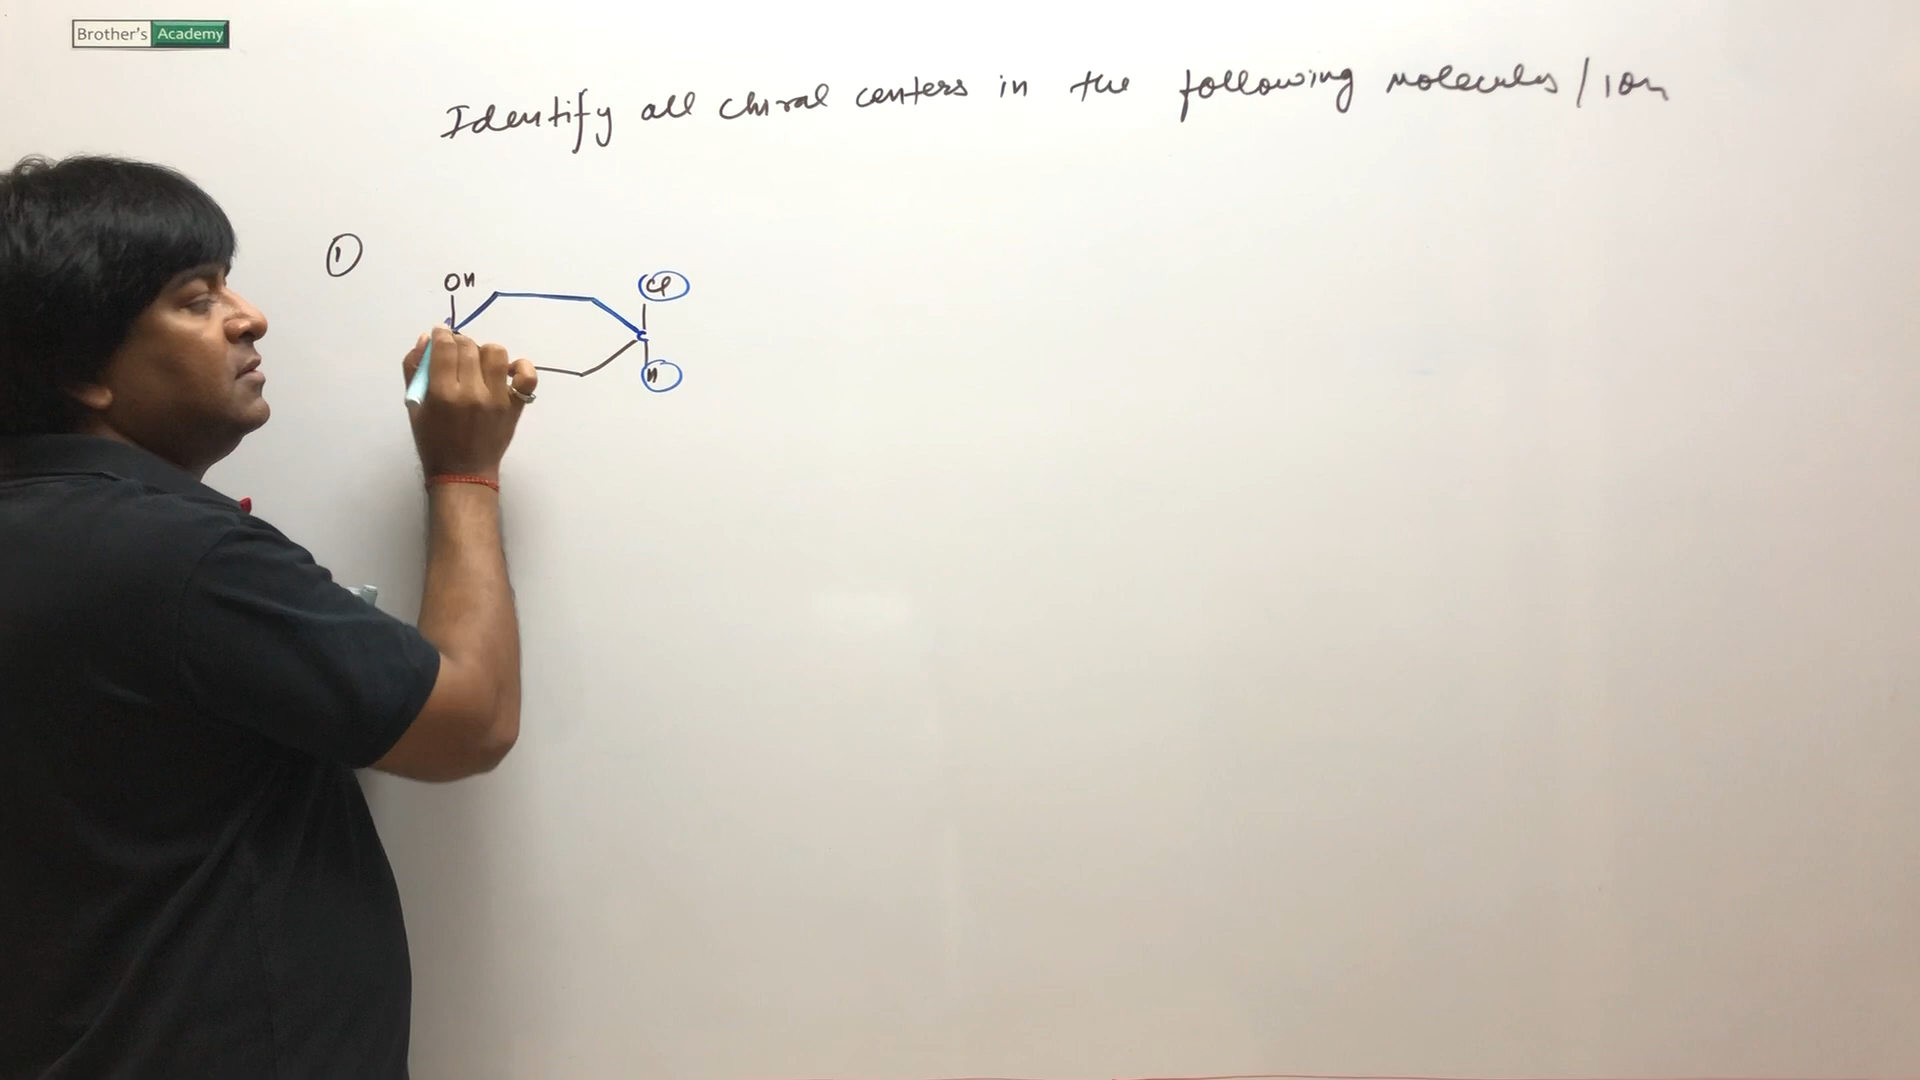 Brother's Academy
Identify all chiral centers in the following molecules / Ion
1
OH
Cl
C
H